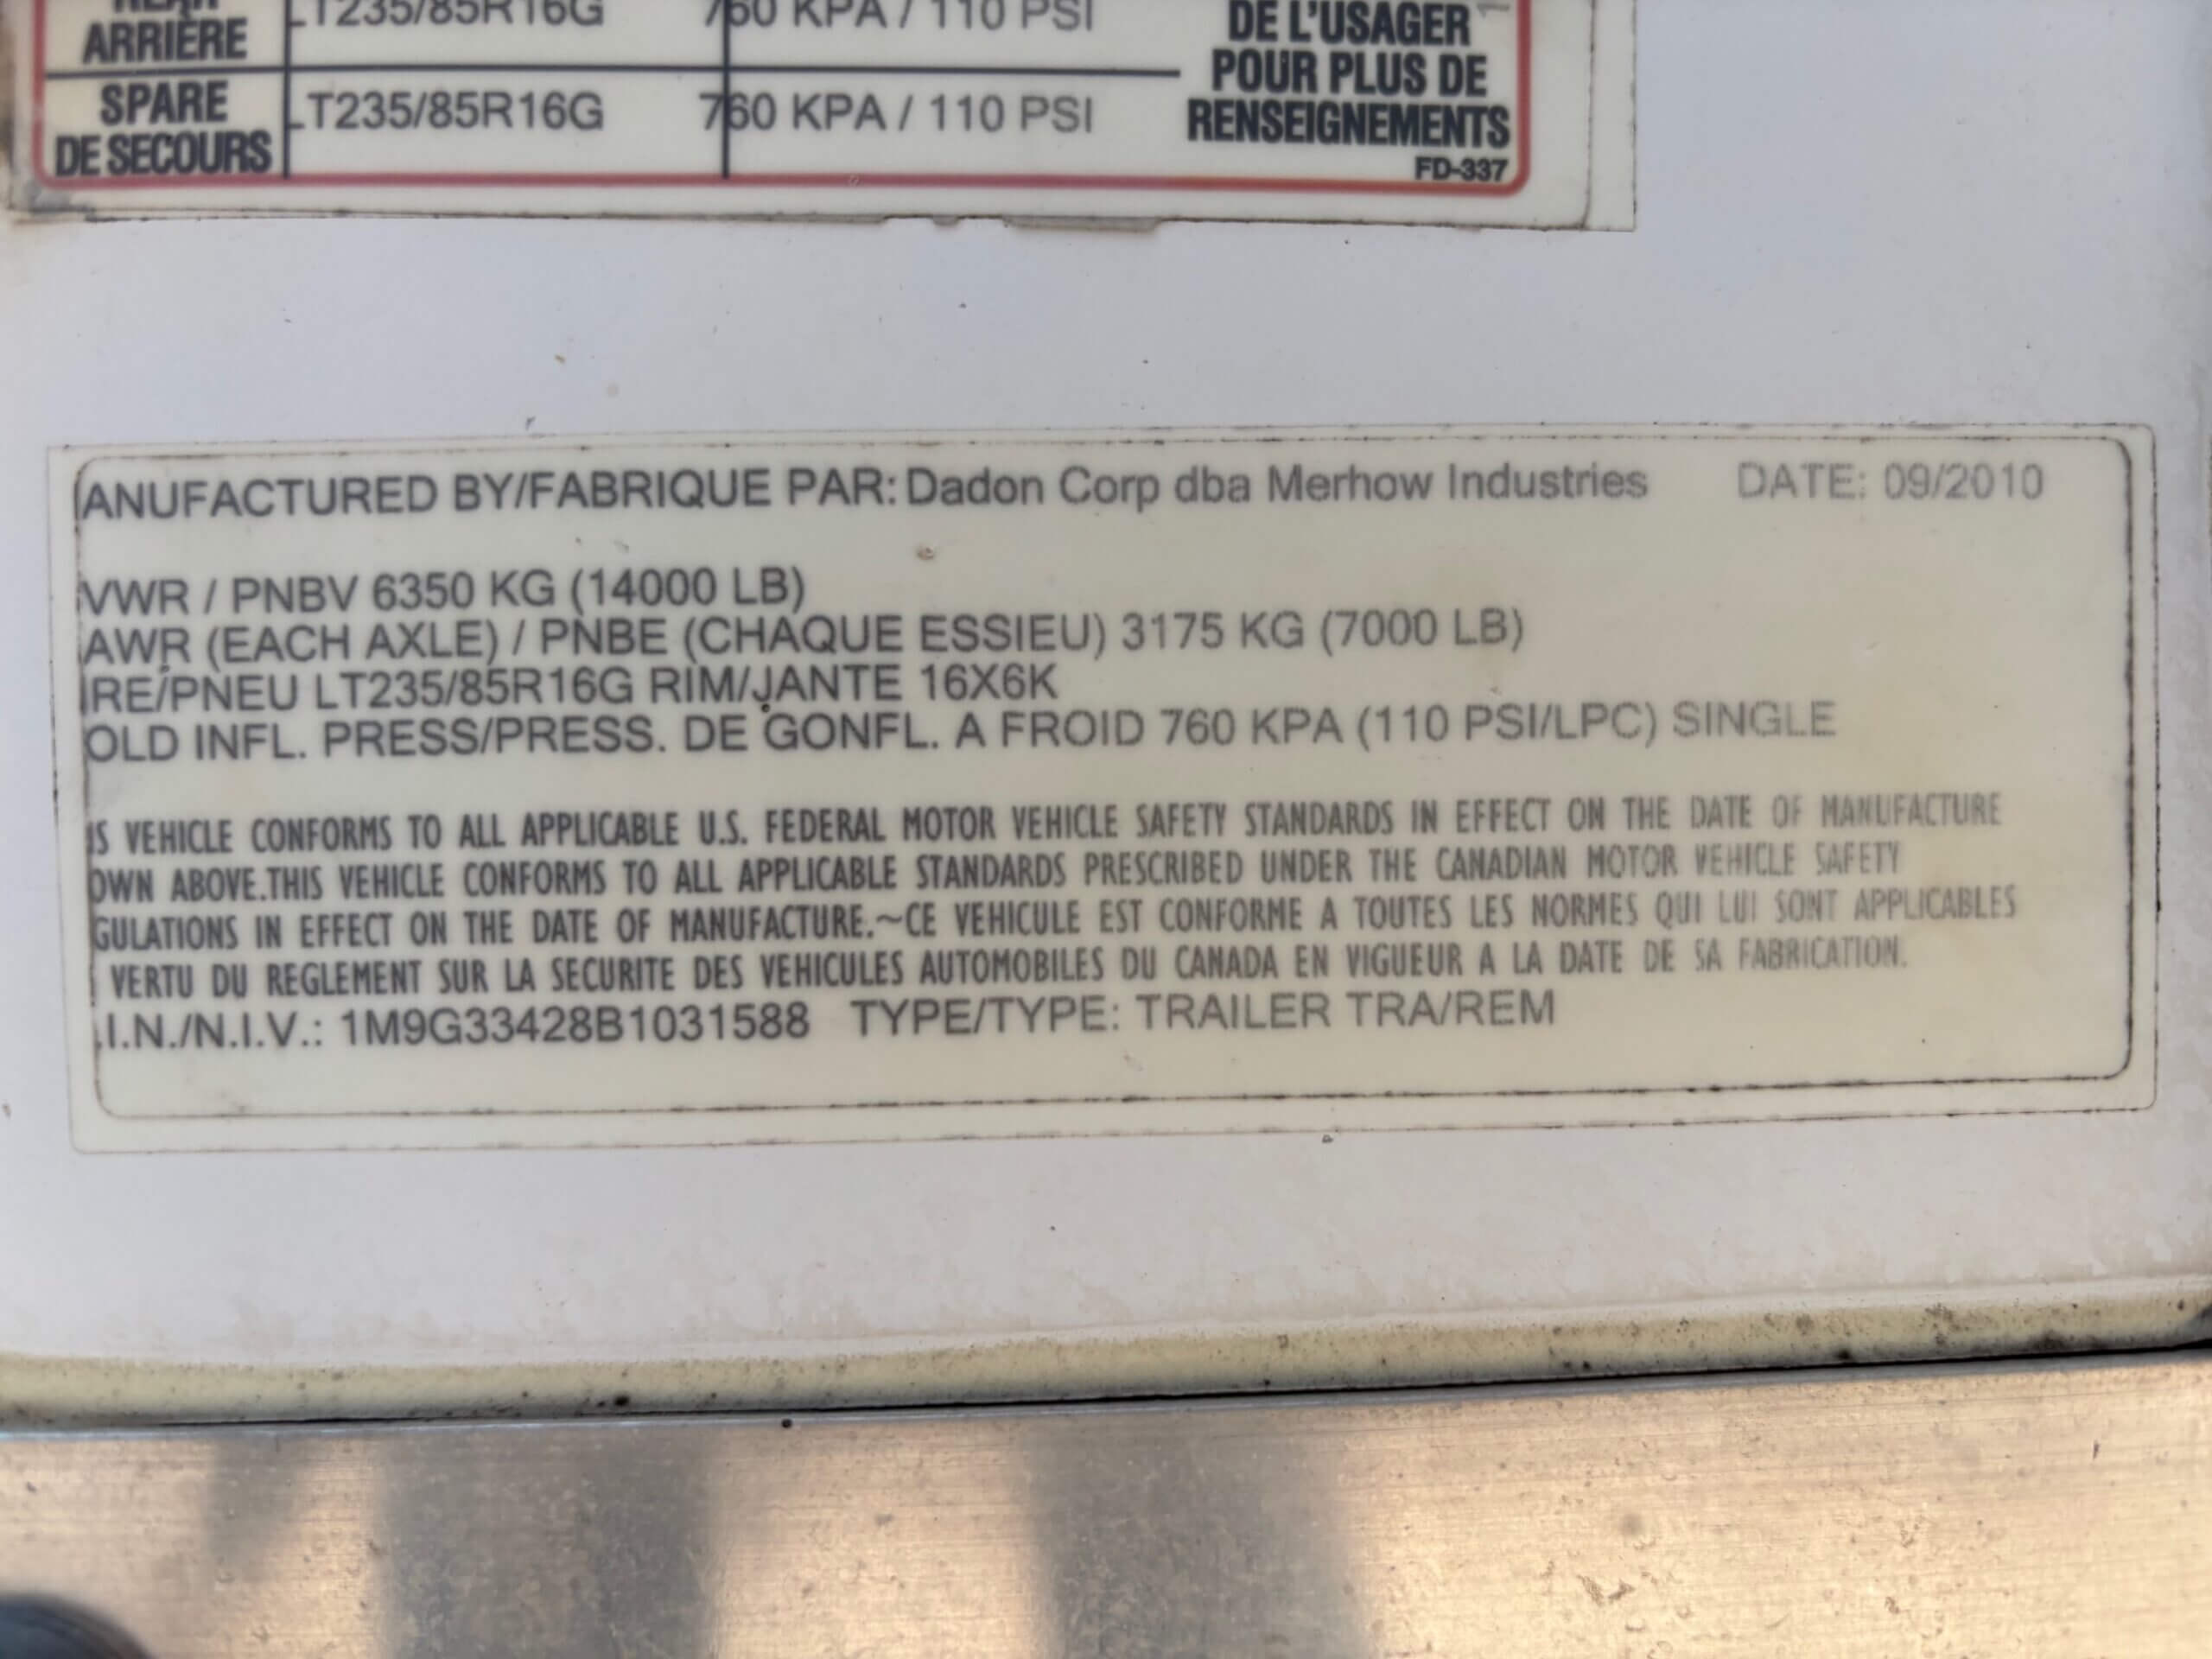 REAR LT235/85R16G 760 KPA / 110 PSI DE L'USAGER
ARRIÈRE POUR PLUS DE
SPARE LT235/85R16G 760 KPA / 110 PSI RENSEIGNEMENTS
DE SECOURS FD-337
ANUFACTURED BY/FABRIQUE PAR: Dadon Corp dba Merhow Industries DATE: 09/2010
VWR / PNBV 6350 KG (14000 LB)
AWR (EACH AXLE) / PNBE (CHAQUE ESSIEU) 3175 KG (7000 LB)
IRE/PNEU LT235/85R16G RIM/JANTE 16X6K
OLD INFL. PRESS/PRESS. DE GONFL. A FROID 760 KPA (110 PSI/LPC) SINGLE
IS VEHICLE CONFORMS TO ALL APPLICABLE U.S. FEDERAL MOTOR VEHICLE SAFETY STANDARDS IN EFFECT ON THE DATE OF MANUFACTURE
OWN ABOVE.THIS VEHICLE CONFORMS TO ALL APPLICABLE STANDARDS PRESCRIBED UNDER THE CANADIAN MOTOR VEHICLE SAFETY
GULATIONS IN EFFECT ON THE DATE OF MANUFACTURE.~CE VEHICULE EST CONFORME A TOUTES LES NORMES QUI LUI SONT APPLICABLES
VERTU DU REGLEMENT SUR LA SECURITE DES VEHICULES AUTOMOBILES DU CANADA EN VIGUEUR A LA DATE DE SA FABRICATION.
.I.N./N.I.V.: 1M9G33428B1031588 TYPE/TYPE: TRAILER TRA/REM